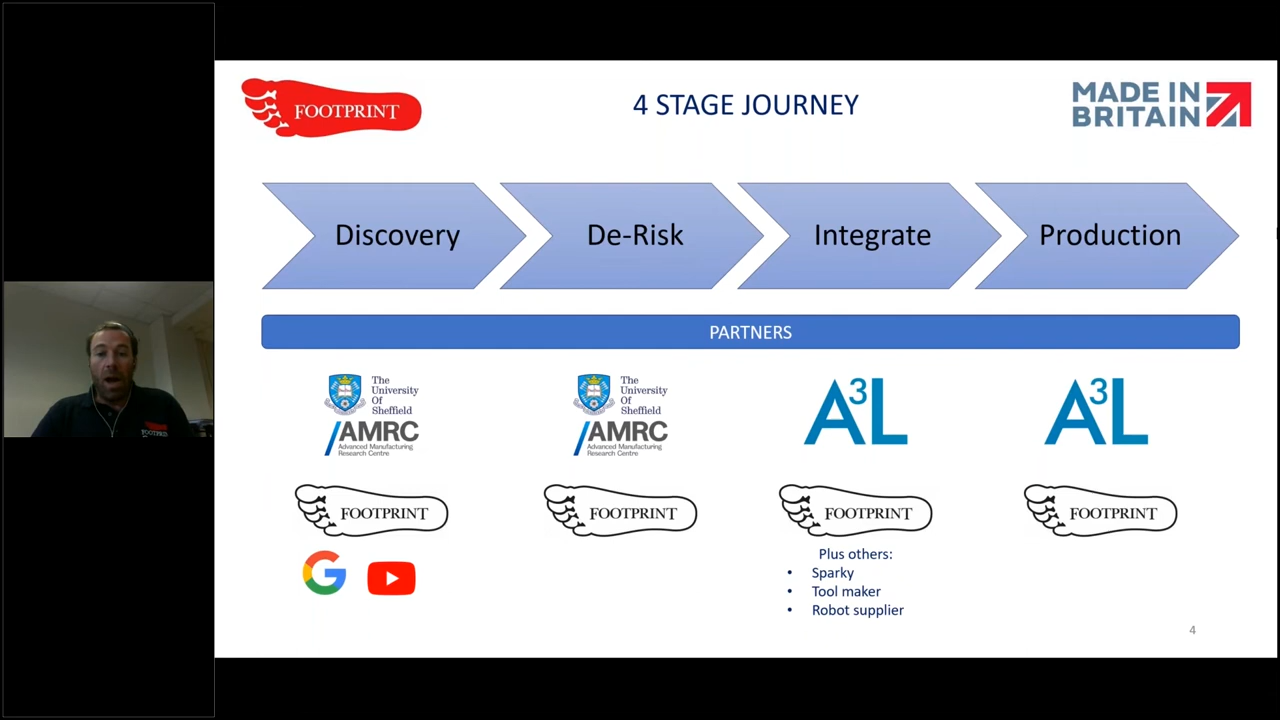 FOOTPRINT
4 STAGE JOURNEY
MADE IN
BRITAIN
Discovery
De-Risk
Integrate
Production
PARTNERS
The
University
Of
Sheffield
AMRC
Advanced Manufacturing
Research Centre
The
University
Of
Sheffield
AMRC
Advanced Manufacturing
Research Centre
A3L
A3L
FOOTPRINT
FOOTPRINT
FOOTPRINT
FOOTPRINT
G
Plus others:
• Sparky
• Tool maker
• Robot supplier
4